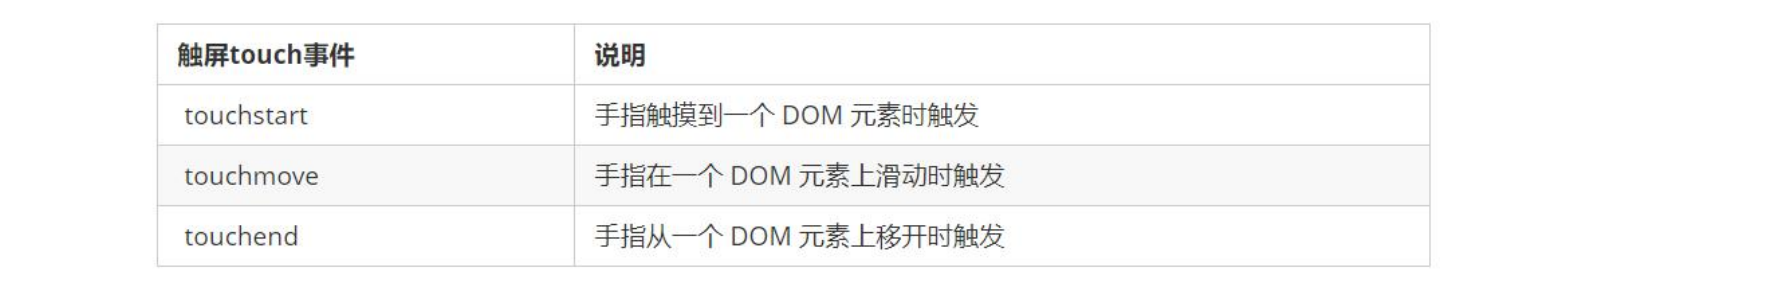 触屏touch事件 说明
touchstart 手指触摸到一个 DOM 元素时触发
touchmove 手指在一个 DOM 元素上滑动时触发
touchend 手指从一个 DOM 元素上移开时触发